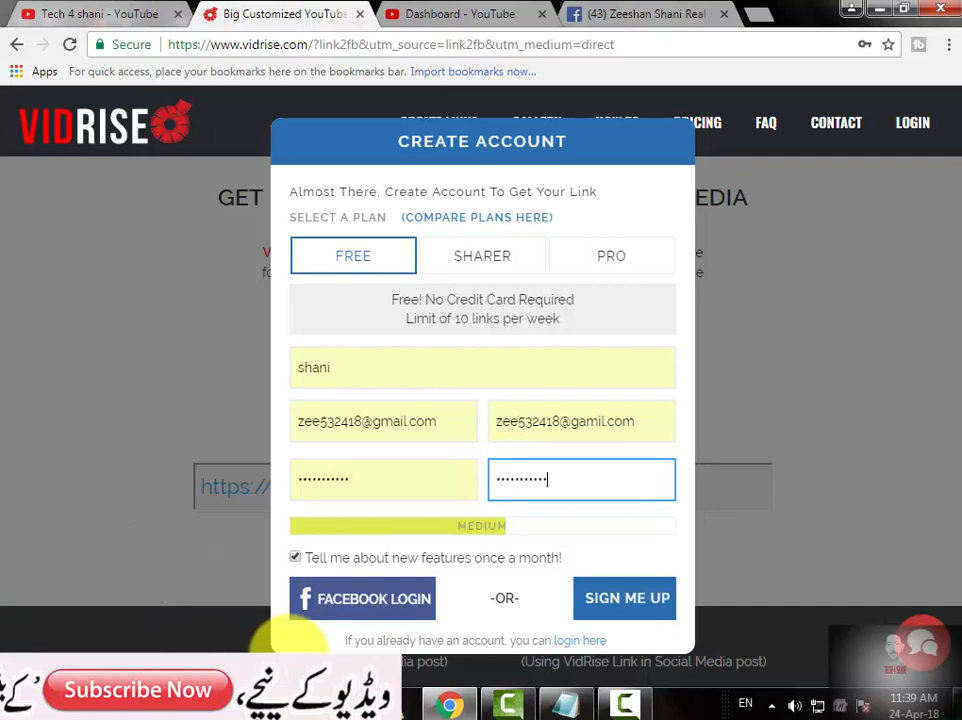 Tech 4 shani - YouTube
Big Customized YouTube
Dashboard - YouTube
(43) Zeeshan Shani Real
Secure
https://www.vidrise.com/?link2fb&utm_source=link2fb&utm_medium=direct
Apps
For quick access, place your bookmarks here on the bookmarks bar. Import bookmarks now...
VIDRISE
PRICING
FAQ
CONTACT
LOGIN
CREATE ACCOUNT
Almost There, Create Account To Get Your Link
SELECT A PLAN (COMPARE PLANS HERE)
GET
FREE
SHARER
PRO
Free! No Credit Card Required
Limit of 10 links per week
shani
zee532418@gmail.com
zee532418@gamil.com
https://
MEDIUM
Tell me about new features once a month!
f FACEBOOK LOGIN
-OR-
SIGN ME UP
If you already have an account, you can login here
(Using VidRise Link in Social Media post)
Subscribe Now
ویڈیو کے نیچے،
EN
11:39 AM
24-Apr-18